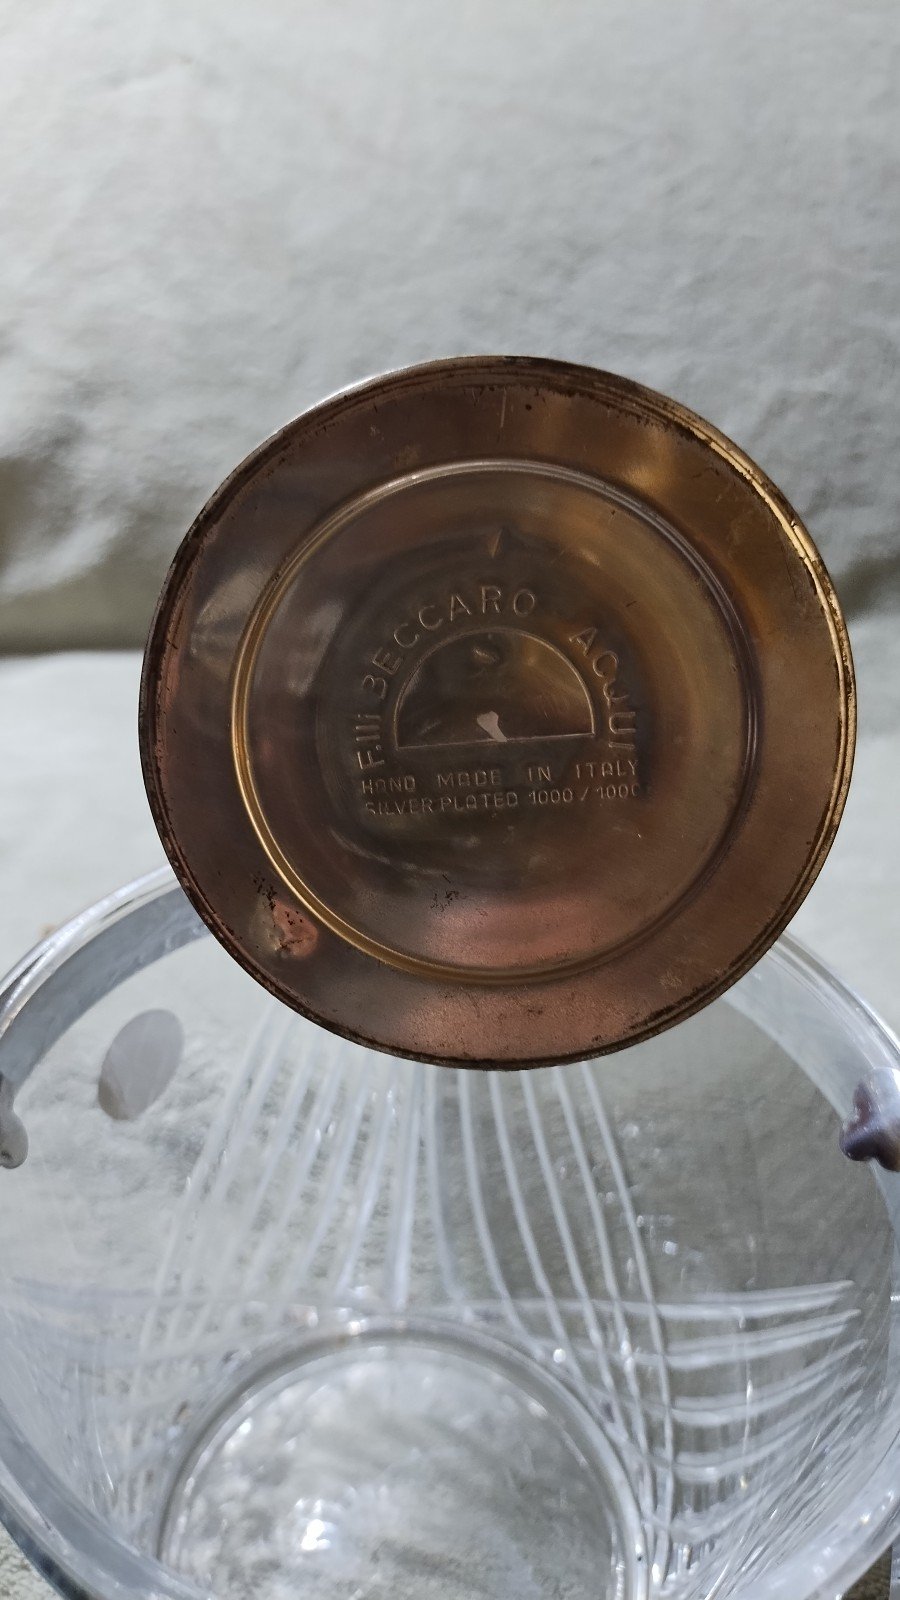 F.lli BECCARO ACQUI
HAND MADE IN ITALY
SILVER PLATED 1000/1000